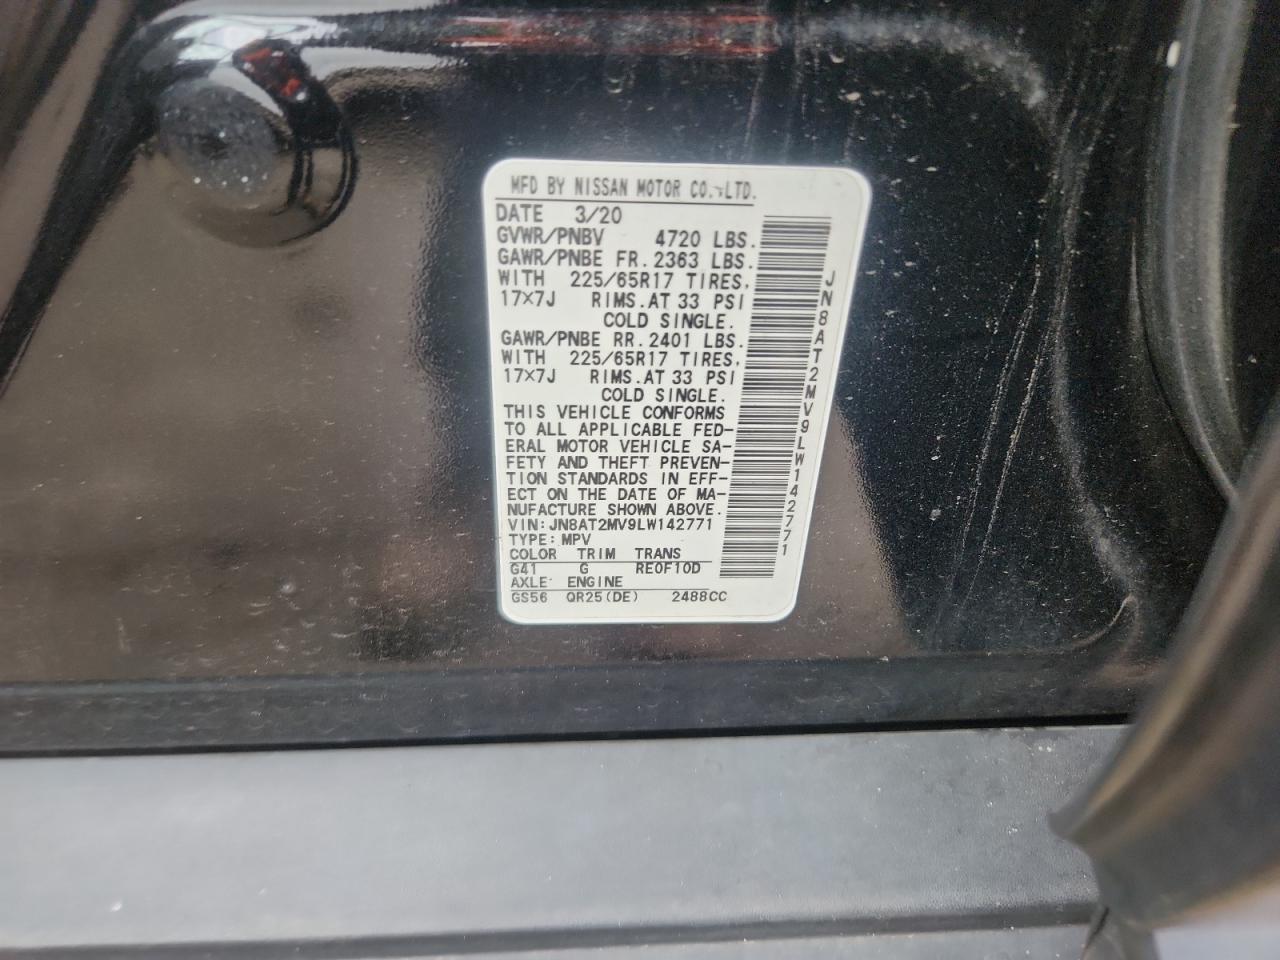 MFD BY NISSAN MOTOR CO.,LTD.
DATE 3/20
GVWR/PNBV 4720 LBS.
GAWR/PNBE FR. 2363 LBS.
WITH 225/65R17 TIRES,
17×7J RIMS.AT 33 PSI
COLD SINGLE.
GAWR/PNBE RR. 2401 LBS.
WITH 225/65R17 TIRES,
17×7J RIMS.AT 33 PSI
COLD SINGLE.
THIS VEHICLE CONFORMS
TO ALL APPLICABLE FED-
ERAL MOTOR VEHICLE SA-
FETY AND THEFT PREVEN-
TION STANDARDS IN EFF-
ECT ON THE DATE OF MA-
NUFACTURE SHOWN ABOVE.
VIN:JN8AT2MV9LW142771
TYPE:MPV
COLOR TRIM TRANS
G41 G RE0F10D
AXLE ENGINE
GS56 QR25(DE) 2488CC
JN8AT2MV9LW142771